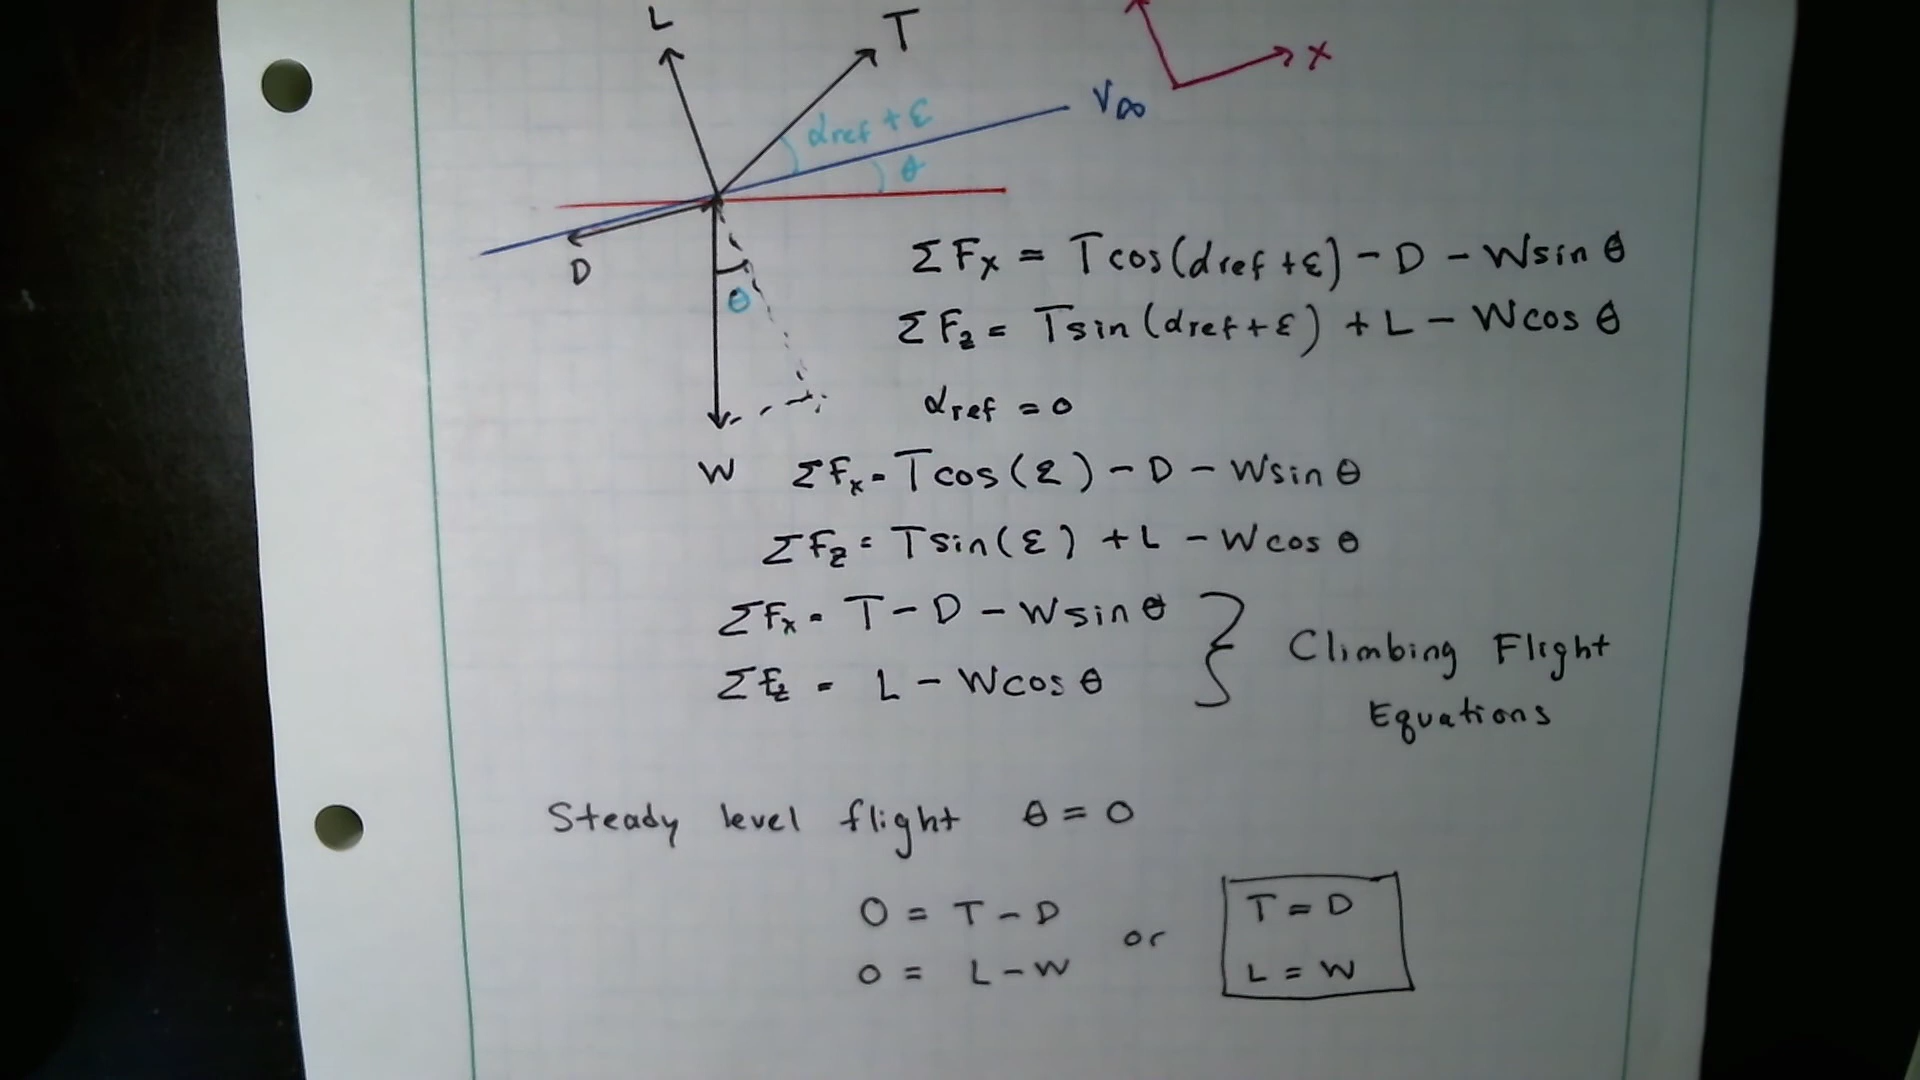 L
T
x
V∞
αref + ε
θ
D
θ
W
ΣFx = Tcos(αref+ε) - D - Wsin θ
ΣFz = Tsin(αref+ε) + L - Wcos θ
αref = 0
ΣFx = Tcos(ε) - D - Wsin θ
ΣFz = Tsin(ε) + L - Wcos θ
ΣFx = T - D - Wsin θ
ΣFz = L - Wcos θ
} Climbing Flight
Equations
Steady level flight θ = 0
0 = T - D
0 = L - W
or
T = D
L = W